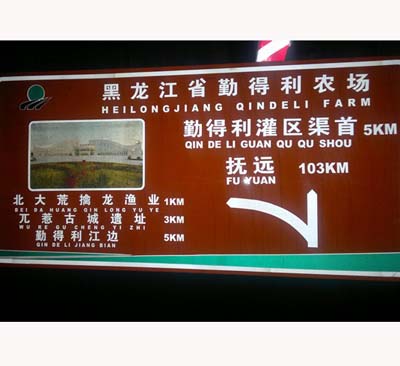 黑龙江省勤得利农场
HEILONGJIANG QINDELI FARM
勤得利灌区渠首 5KM
QIN DE LI GUAN QU QU SHOU
抚远 103KM
FU YUAN
北大荒擒龙渔业 1KM
BEI DA HUANG QIN LONG YU YE
兀惹古城遗址 3KM
WU RE GU CHENG YI ZHI
勤得利江边 5KM
QIN DE LI JIANG BIAN